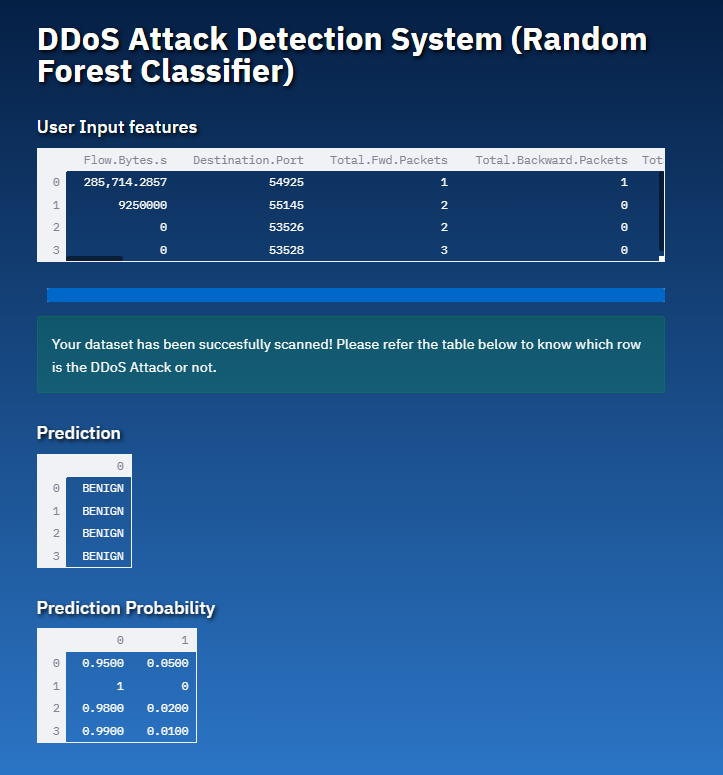 DDoS Attack Detection System (Random
Forest Classifier)
User Input features
Flow.Bytes.s Destination.Port Total.Fwd.Packets Total.Backward.Packets Tot
0 285,714.2857 54925 1 1
1 9250000 55145 2 0
2 0 53526 2 0
3 0 53528 3 0
Your dataset has been succesfully scanned! Please refer the table below to know which row
is the DDoS Attack or not.
Prediction
0
0 BENIGN
1 BENIGN
2 BENIGN
3 BENIGN
Prediction Probability
0 1
0 0.9500 0.0500
1 1 0
2 0.9800 0.0200
3 0.9900 0.0100